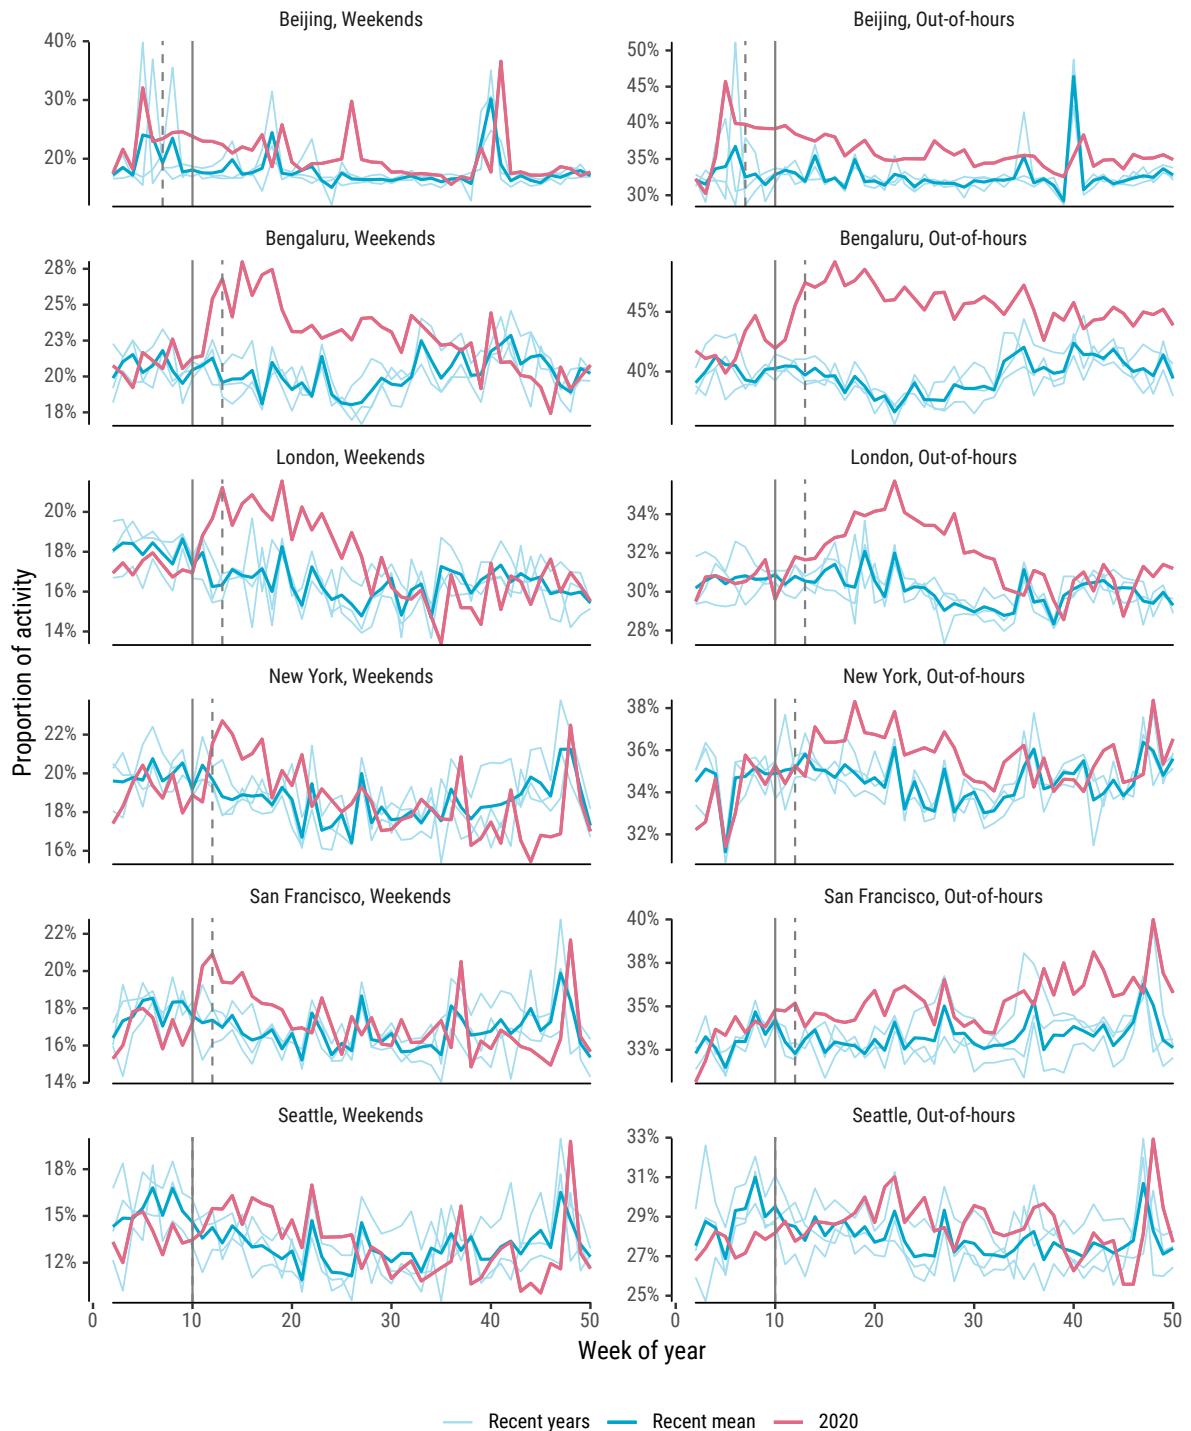 Beijing, Weekends
Beijing, Out-of-hours
40%
30%
20%
50%
45%
40%
35%
30%
Bengaluru, Weekends
Bengaluru, Out-of-hours
28%
25%
23%
20%
18%
45%
40%
London, Weekends
London, Out-of-hours
20%
18%
16%
14%
34%
32%
30%
28%
New York, Weekends
New York, Out-of-hours
22%
20%
18%
16%
38%
36%
34%
32%
San Francisco, Weekends
San Francisco, Out-of-hours
22%
20%
18%
16%
14%
40%
38%
35%
33%
Seattle, Weekends
Seattle, Out-of-hours
18%
15%
12%
33%
31%
29%
27%
25%
0 10 20 30 40 50
0 10 20 30 40 50
Proportion of activity
Week of year
Recent years Recent mean 2020